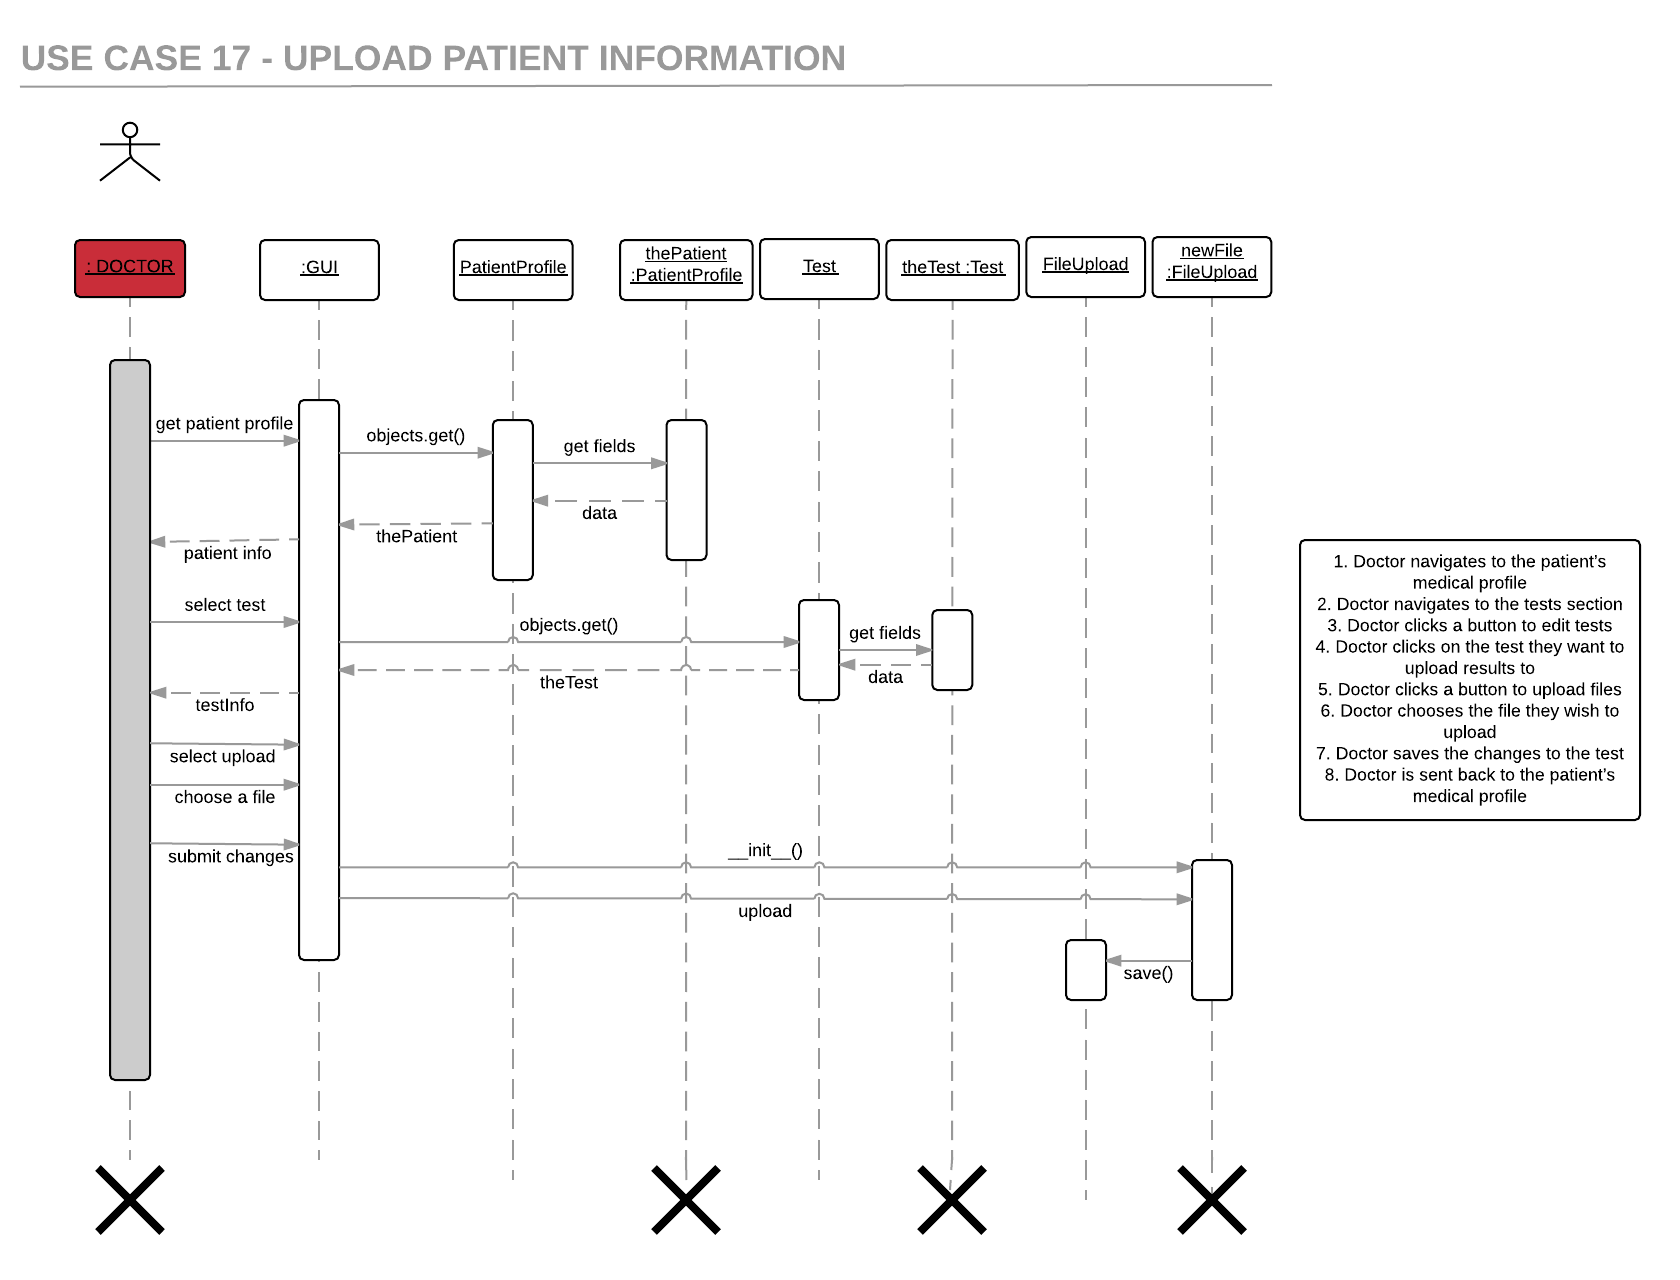 USE CASE 17 - UPLOAD PATIENT INFORMATION
: DOCTOR
:GUI
PatientProfile
thePatient
:PatientProfile
Test
theTest :Test
FileUpload
newFile
:FileUpload
get patient profile
objects.get()
get fields
data
thePatient
patient info
select test
objects.get()
get fields
data
theTest
testInfo
select upload
choose a file
submit changes
__init__()
upload
save()
1. Doctor navigates to the patient's
medical profile
2. Doctor navigates to the tests section
3. Doctor clicks a button to edit tests
4. Doctor clicks on the test they want to
upload results to
5. Doctor clicks a button to upload files
6. Doctor chooses the file they wish to
upload
7. Doctor saves the changes to the test
8. Doctor is sent back to the patient's
medical profile